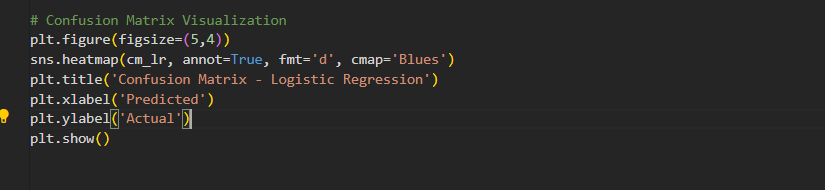 # Confusion Matrix Visualization
plt.figure(figsize=(5,4))
sns.heatmap(cm_lr, annot=True, fmt='d', cmap='Blues')
plt.title('Confusion Matrix - Logistic Regression')
plt.xlabel('Predicted')
plt.ylabel('Actual')
plt.show()